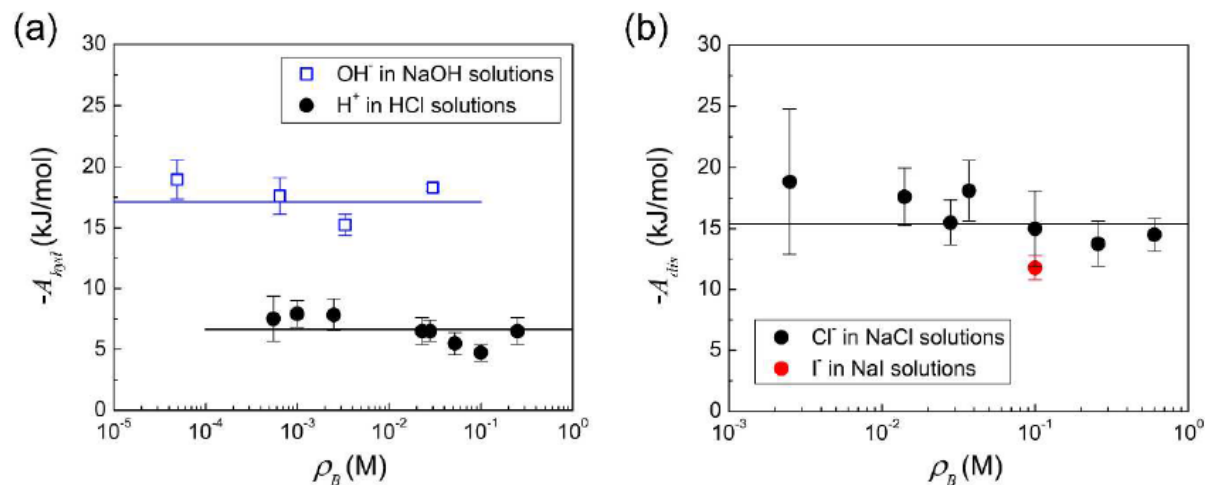 (a)
30
25
20
15
10
5
0
-A_hyd (kJ/mol)
OH⁻ in NaOH solutions
H⁺ in HCl solutions
10⁻⁵ 10⁻⁴ 10⁻³ 10⁻² 10⁻¹ 10⁰
ρ_B (M)
(b)
30
25
20
15
10
5
0
-A_dis (kJ/mol)
Cl⁻ in NaCl solutions
I⁻ in NaI solutions
10⁻³ 10⁻² 10⁻¹ 10⁰
ρ_B (M)